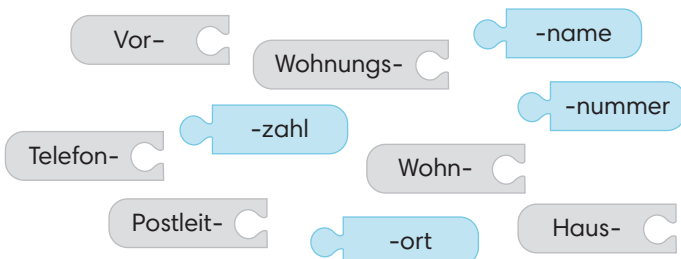 Vor-
-name
Wohnungs-
-nummer
-zahl
Telefon-
Wohn-
Postleit-
-ort
Haus-